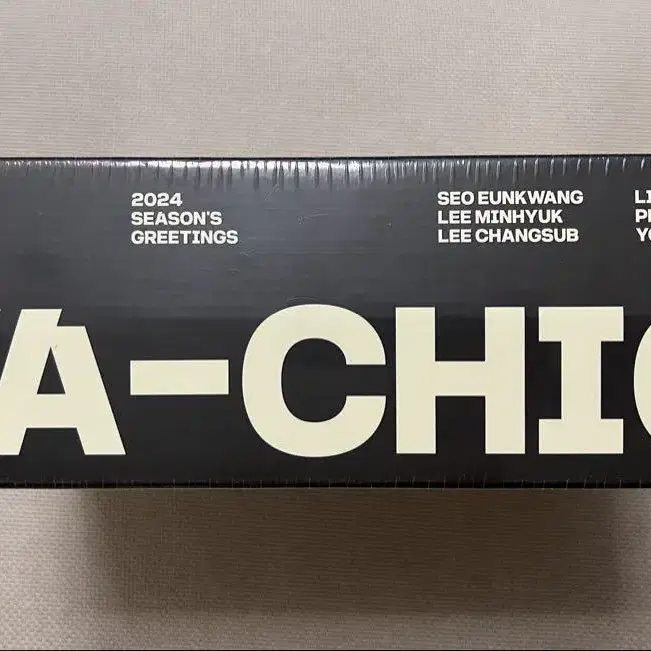 2024
SEASON'S
GREETINGS
SEO EUNKWANG
LEE MINHYUK
LEE CHANGSUB
A-CHI